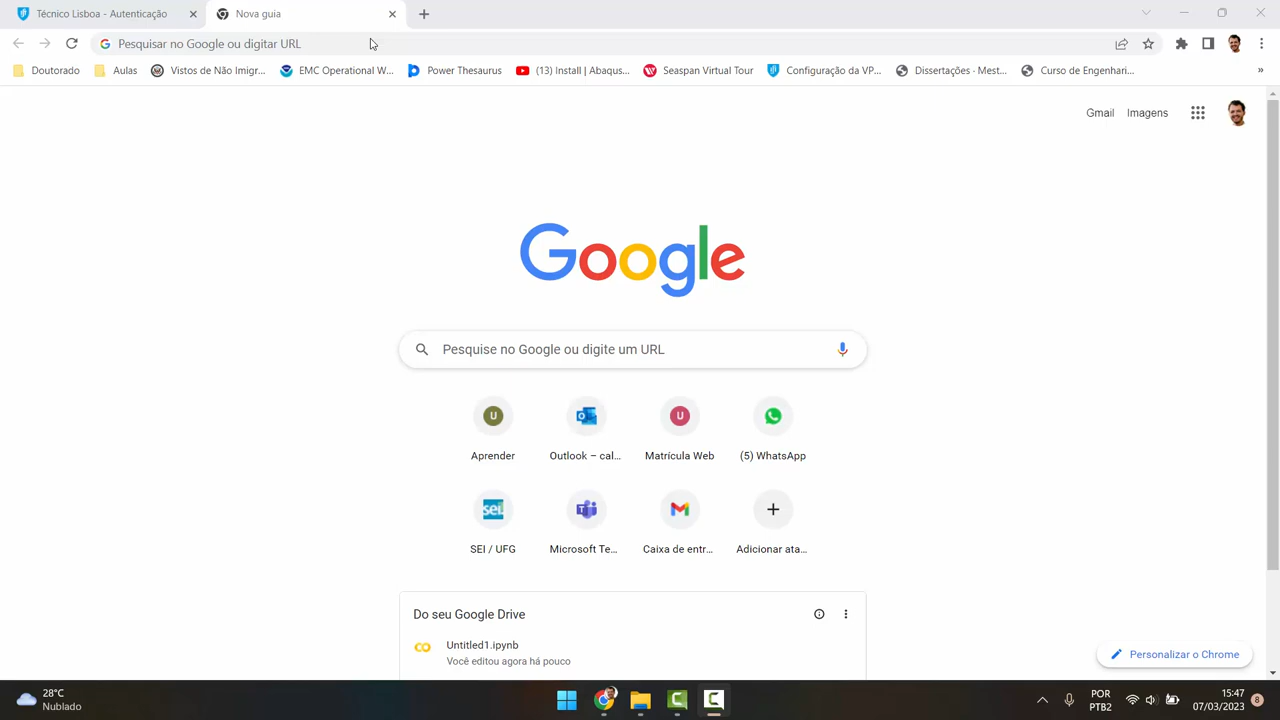 Técnico Lisboa - Autenticação
Nova guia
Pesquisar no Google ou digitar URL
Doutorado
Aulas
Vistos de Não Imigr...
EMC Operational W...
Power Thesaurus
(13) Install | Abaqus...
Seaspan Virtual Tour
Configuração da VP...
Dissertações · Mest...
Curso de Engenhari...
»
Gmail
Imagens
Google
Pesquise no Google ou digite um URL
U
U
Aprender
Outlook – cal...
Matrícula Web
(5) WhatsApp
sei!
SEI / UFG
Microsoft Te...
Caixa de entr...
Adicionar ata...
Do seu Google Drive
Untitled1.ipynb
Você editou agora há pouco
Personalizar o Chrome
28°C
Nublado
POR
PTB2
15:47
07/03/2023
8